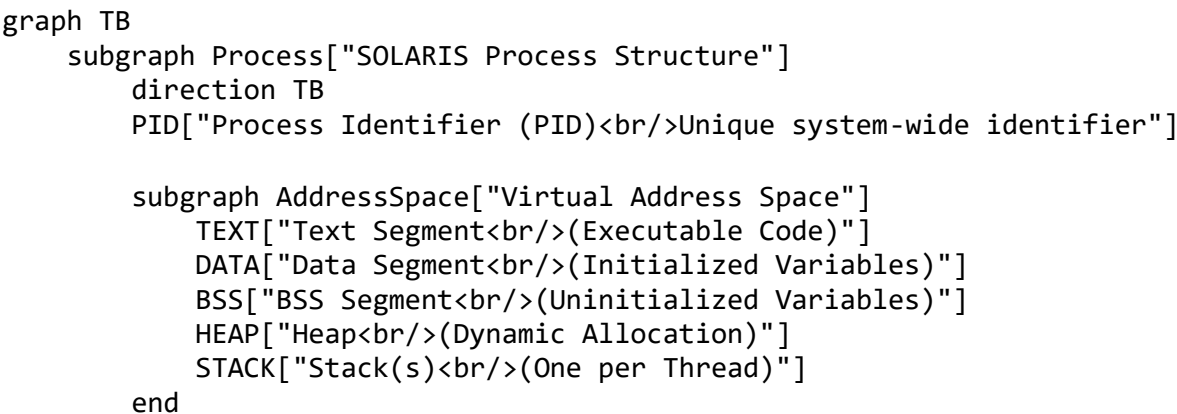 graph TB
    subgraph Process["SOLARIS Process Structure"]
        direction TB
        PID["Process Identifier (PID)<br/>Unique system-wide identifier"]

        subgraph AddressSpace["Virtual Address Space"]
            TEXT["Text Segment<br/>(Executable Code)"]
            DATA["Data Segment<br/>(Initialized Variables)"]
            BSS["BSS Segment<br/>(Uninitialized Variables)"]
            HEAP["Heap<br/>(Dynamic Allocation)"]
            STACK["Stack(s)<br/>(One per Thread)"]
        end